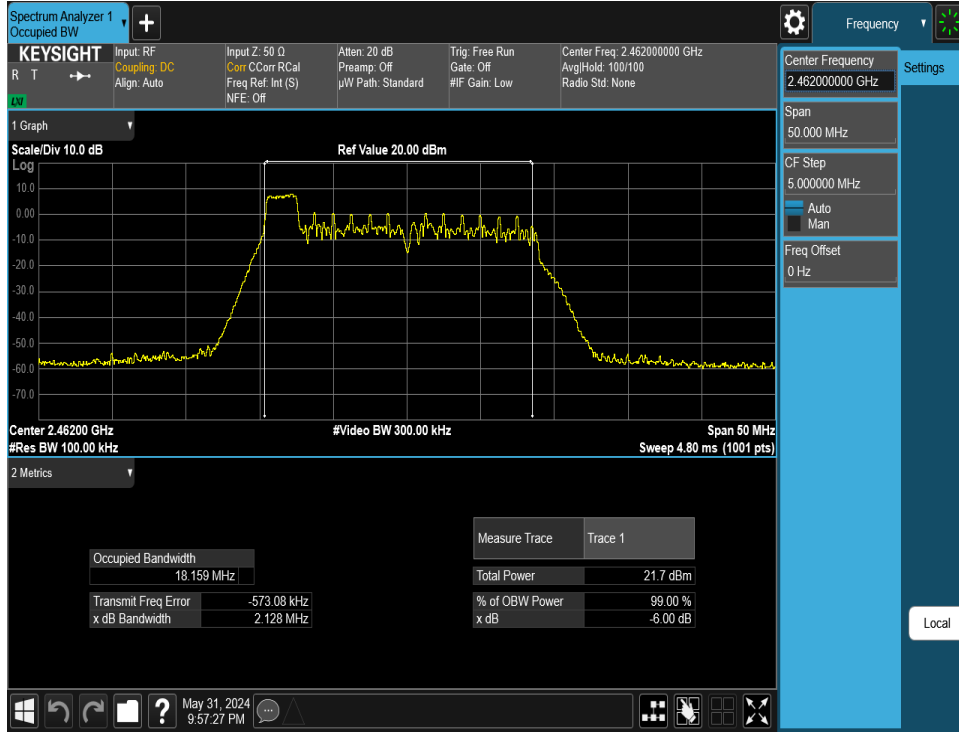 Spectrum Analyzer 1
Occupied BW
+
Frequency
KEYSIGHT
R T
LXI
Input: RF
Coupling: DC
Align: Auto
Input Z: 50 Ω
Corr CCorr RCal
Freq Ref: Int (S)
NFE: Off
Atten: 20 dB
Preamp: Off
µW Path: Standard
Trig: Free Run
Gate: Off
#IF Gain: Low
Center Freq: 2.462000000 GHz
Avg|Hold: 100/100
Radio Std: None
Center Frequency
2.462000000 GHz
Settings
Span
50.000 MHz
CF Step
5.000000 MHz
Auto
Man
Freq Offset
0 Hz
1 Graph
Scale/Div 10.0 dB
Ref Value 20.00 dBm
Log
10.0
0.00
-10.0
-20.0
-30.0
-40.0
-50.0
-60.0
-70.0
Center 2.46200 GHz
#Video BW 300.00 kHz
Span 50 MHz
#Res BW 100.00 kHz
Sweep 4.80 ms (1001 pts)
2 Metrics
Measure Trace Trace 1
Occupied Bandwidth
18.159 MHz
Total Power 21.7 dBm
Transmit Freq Error -573.08 kHz
% of OBW Power 99.00 %
x dB Bandwidth 2.128 MHz
x dB -6.00 dB
Local
?
May 31, 2024
9:57:27 PM